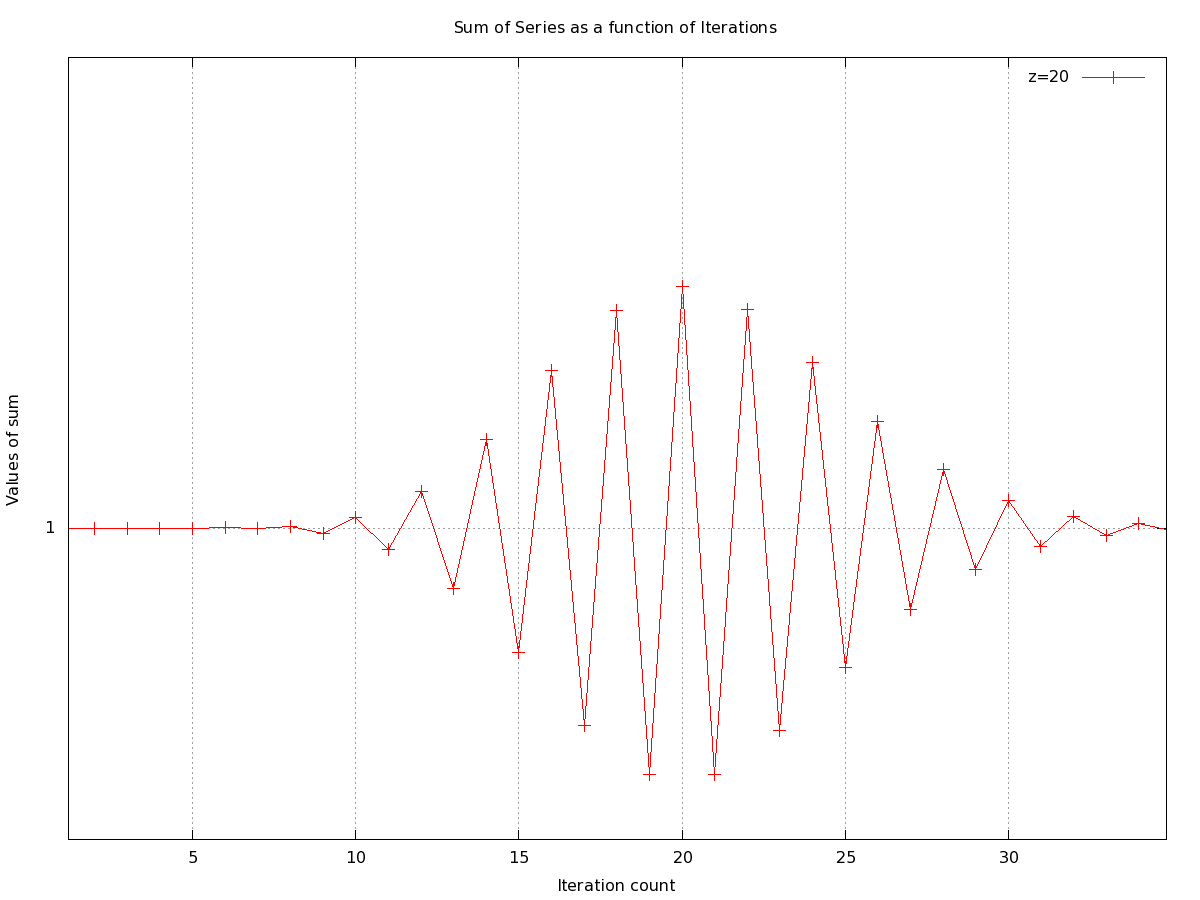 Sum of Series as a function of Iterations
z=20
Values of sum
1
5 10 15 20 25 30
Iteration count